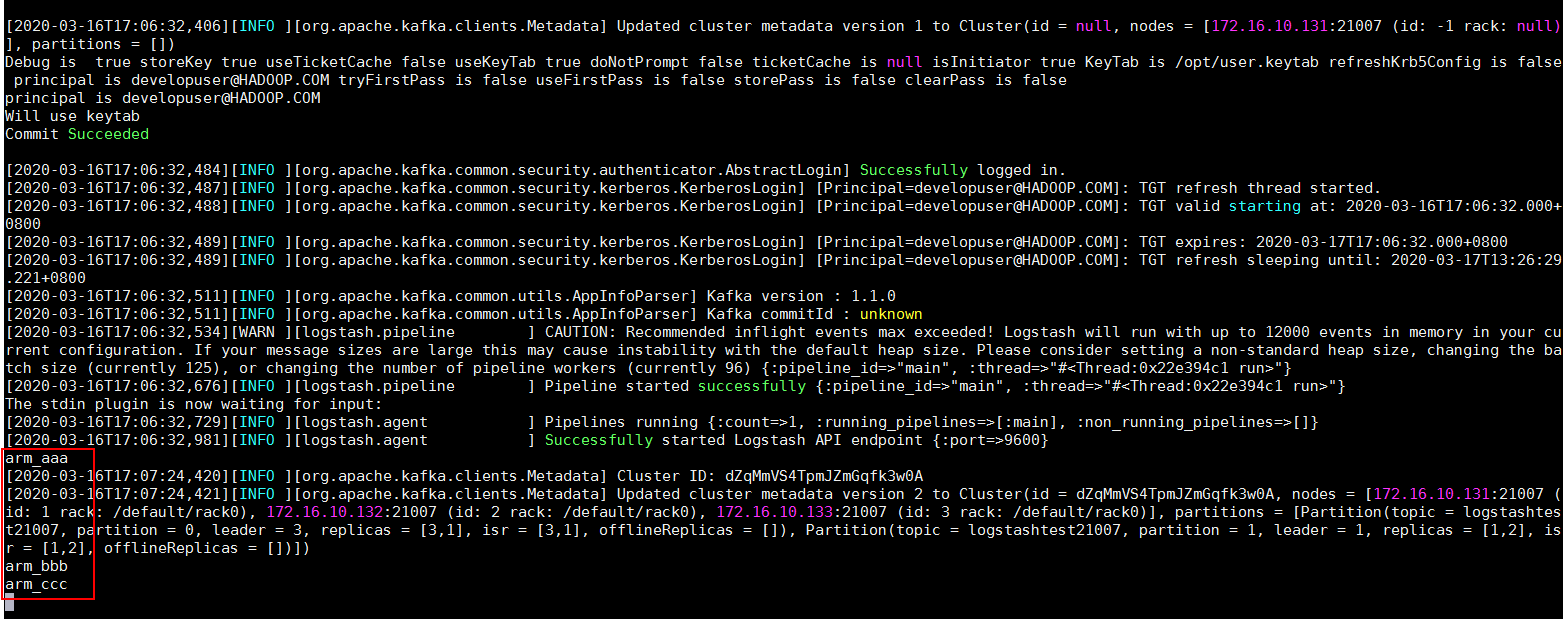 [2020-03-16T17:06:32,406][INFO ][org.apache.kafka.clients.Metadata] Updated cluster metadata version 1 to Cluster(id = null, nodes = [172.16.10.131:21007 (id: -1 rack: null)
], partitions = [])
Debug is  true storeKey true useTicketCache false useKeyTab true doNotPrompt false ticketCache is null isInitiator true KeyTab is /opt/user.keytab refreshKrb5Config is false
 principal is developuser@HADOOP.COM tryFirstPass is false useFirstPass is false storePass is false clearPass is false
principal is developuser@HADOOP.COM
Will use keytab
Commit Succeeded
[2020-03-16T17:06:32,484][INFO ][org.apache.kafka.common.security.authenticator.AbstractLogin] Successfully logged in.
[2020-03-16T17:06:32,487][INFO ][org.apache.kafka.common.security.kerberos.KerberosLogin] [Principal=developuser@HADOOP.COM]: TGT refresh thread started.
[2020-03-16T17:06:32,488][INFO ][org.apache.kafka.common.security.kerberos.KerberosLogin] [Principal=developuser@HADOOP.COM]: TGT valid starting at: 2020-03-16T17:06:32.000+
0800
[2020-03-16T17:06:32,489][INFO ][org.apache.kafka.common.security.kerberos.KerberosLogin] [Principal=developuser@HADOOP.COM]: TGT expires: 2020-03-17T17:06:32.000+0800
[2020-03-16T17:06:32,489][INFO ][org.apache.kafka.common.security.kerberos.KerberosLogin] [Principal=developuser@HADOOP.COM]: TGT refresh sleeping until: 2020-03-17T13:26:29
.221+0800
[2020-03-16T17:06:32,511][INFO ][org.apache.kafka.common.utils.AppInfoParser] Kafka version : 1.1.0
[2020-03-16T17:06:32,511][INFO ][org.apache.kafka.common.utils.AppInfoParser] Kafka commitId : unknown
[2020-03-16T17:06:32,534][WARN ][logstash.pipeline        ] CAUTION: Recommended inflight events max exceeded! Logstash will run with up to 12000 events in memory in your cu
rrent configuration. If your message sizes are large this may cause instability with the default heap size. Please consider setting a non-standard heap size, changing the ba
tch size (currently 125), or changing the number of pipeline workers (currently 96) {:pipeline_id=>"main", :thread=>"#<Thread:0x22e394c1 run>"}
[2020-03-16T17:06:32,676][INFO ][logstash.pipeline        ] Pipeline started successfully {:pipeline_id=>"main", :thread=>"#<Thread:0x22e394c1 run>"}
The stdin plugin is now waiting for input:
[2020-03-16T17:06:32,729][INFO ][logstash.agent           ] Pipelines running {:count=>1, :running_pipelines=>[:main], :non_running_pipelines=>[]}
[2020-03-16T17:06:32,981][INFO ][logstash.agent           ] Successfully started Logstash API endpoint {:port=>9600}
arm_aaa
[2020-03-16T17:07:24,420][INFO ][org.apache.kafka.clients.Metadata] Cluster ID: dZqMmVS4TpmJZmGqfk3w0A
[2020-03-16T17:07:24,421][INFO ][org.apache.kafka.clients.Metadata] Updated cluster metadata version 2 to Cluster(id = dZqMmVS4TpmJZmGqfk3w0A, nodes = [172.16.10.131:21007 (
id: 1 rack: /default/rack0), 172.16.10.132:21007 (id: 2 rack: /default/rack0), 172.16.10.133:21007 (id: 3 rack: /default/rack0)], partitions = [Partition(topic = logstashtes
t21007, partition = 0, leader = 3, replicas = [3,1], isr = [3,1], offlineReplicas = []), Partition(topic = logstashtest21007, partition = 1, leader = 1, replicas = [1,2], is
r = [1,2], offlineReplicas = [])])
arm_bbb
arm_ccc